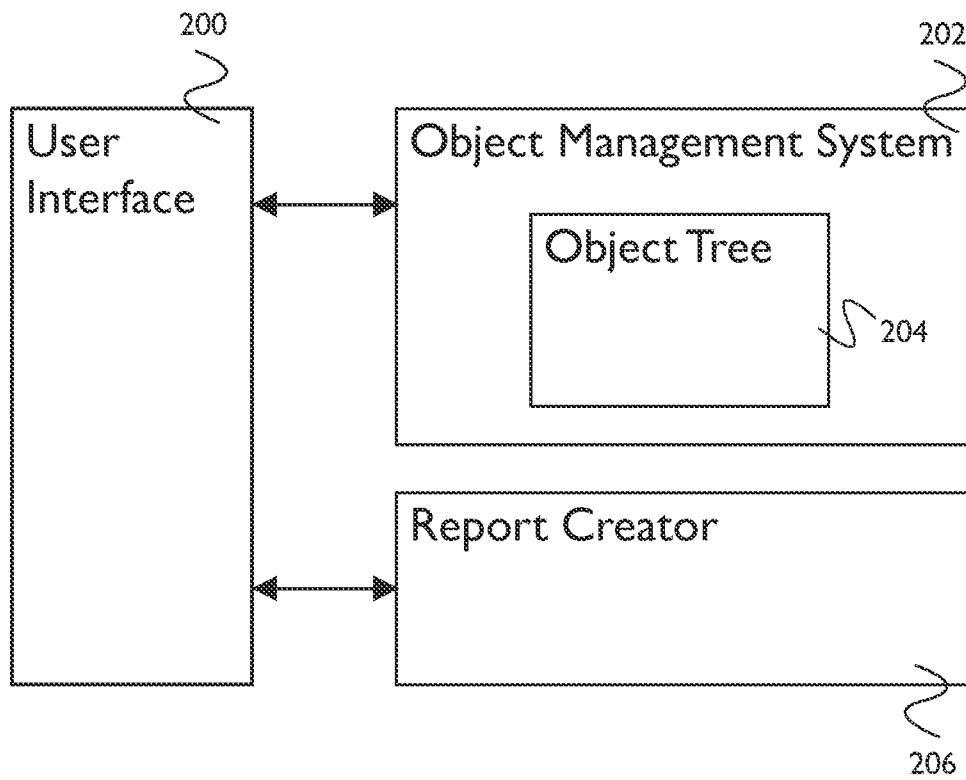 200
202
User
Interface
Object Management System
Object Tree
204
Report Creator
206